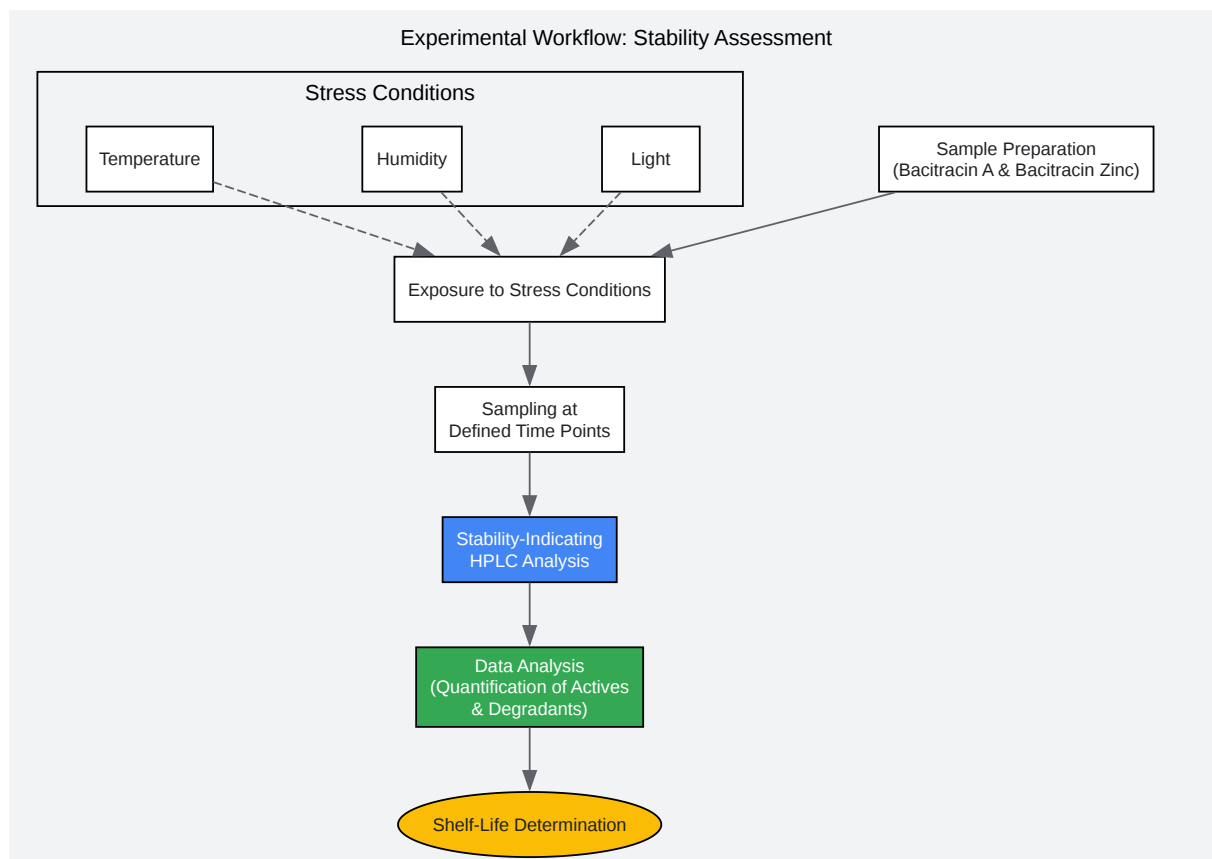 Experimental Workflow: Stability Assessment
Stress Conditions
Temperature
Humidity
Light
Sample Preparation
(Bacitracin A & Bacitracin Zinc)
Exposure to Stress Conditions
Sampling at
Defined Time Points
Stability-Indicating
HPLC Analysis
Data Analysis
(Quantification of Actives
& Degradants)
Shelf-Life Determination